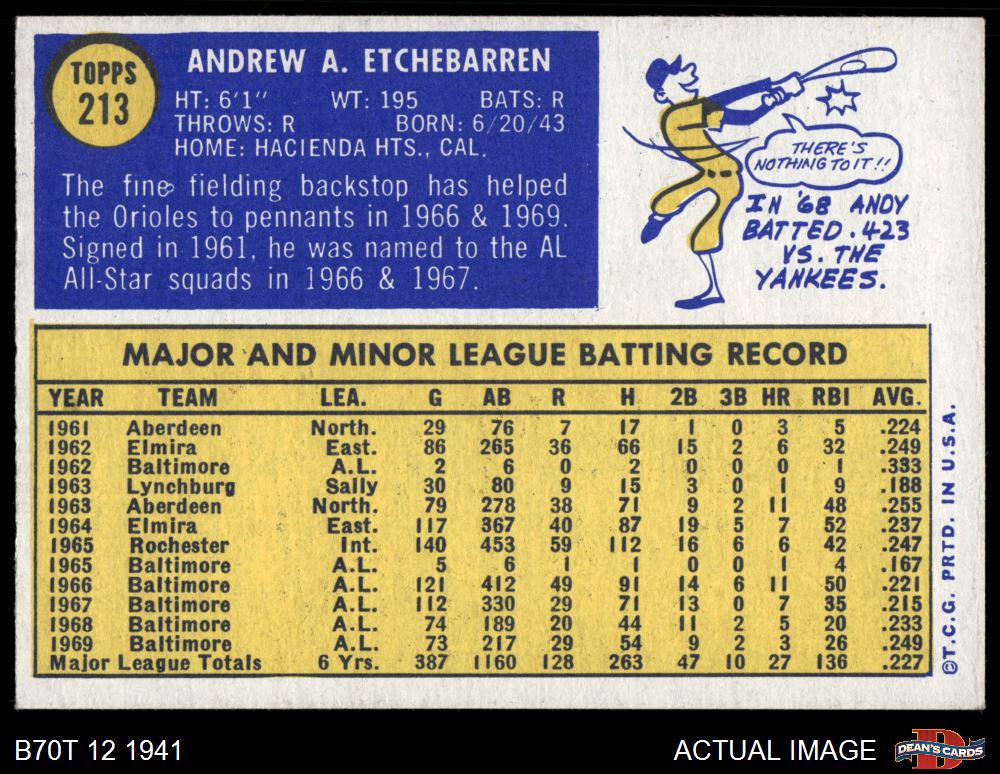 TOPPS
213
ANDREW A. ETCHEBARREN
HT: 6'1" WT: 195 BATS: R
THROWS: R BORN: 6/20/43
HOME: HACIENDA HTS., CAL.
The fine fielding backstop has helped
the Orioles to pennants in 1966 & 1969.
Signed in 1961, he was named to the AL
All-Star squads in 1966 & 1967.
THERE'S
NOTHING TO IT!!
IN '68 ANDY
BATTED .423
VS. THE
YANKEES.
MAJOR AND MINOR LEAGUE BATTING RECORD
YEAR TEAM LEA. G AB R H 2B 3B HR RBI AVG.
1961 Aberdeen North. 29 76 7 17 1 0 3 5 .224
1962 Elmira East. 86 265 36 66 15 2 6 32 .249
1962 Baltimore A.L. 2 6 0 2 0 0 0 1 .333
1963 Lynchburg Sally 30 80 9 15 3 0 1 9 .188
1963 Aberdeen North. 79 278 38 71 9 2 11 48 .255
1964 Elmira East. 117 367 40 87 19 5 7 52 .237
1965 Rochester Int. 140 453 59 112 16 6 6 42 .247
1965 Baltimore A.L. 5 6 1 1 0 0 1 4 .167
1966 Baltimore A.L. 121 412 49 91 14 6 11 50 .221
1967 Baltimore A.L. 112 330 29 71 13 0 7 35 .215
1968 Baltimore A.L. 74 189 20 44 11 2 5 20 .233
1969 Baltimore A.L. 73 217 29 54 9 2 3 26 .249
Major League Totals 6 Yrs. 387 1160 128 263 47 10 27 136 .227
©T.C.G. PRTD. IN U.S.A.
B70T 12 1941
ACTUAL IMAGE
D
DEAN'S CARDS